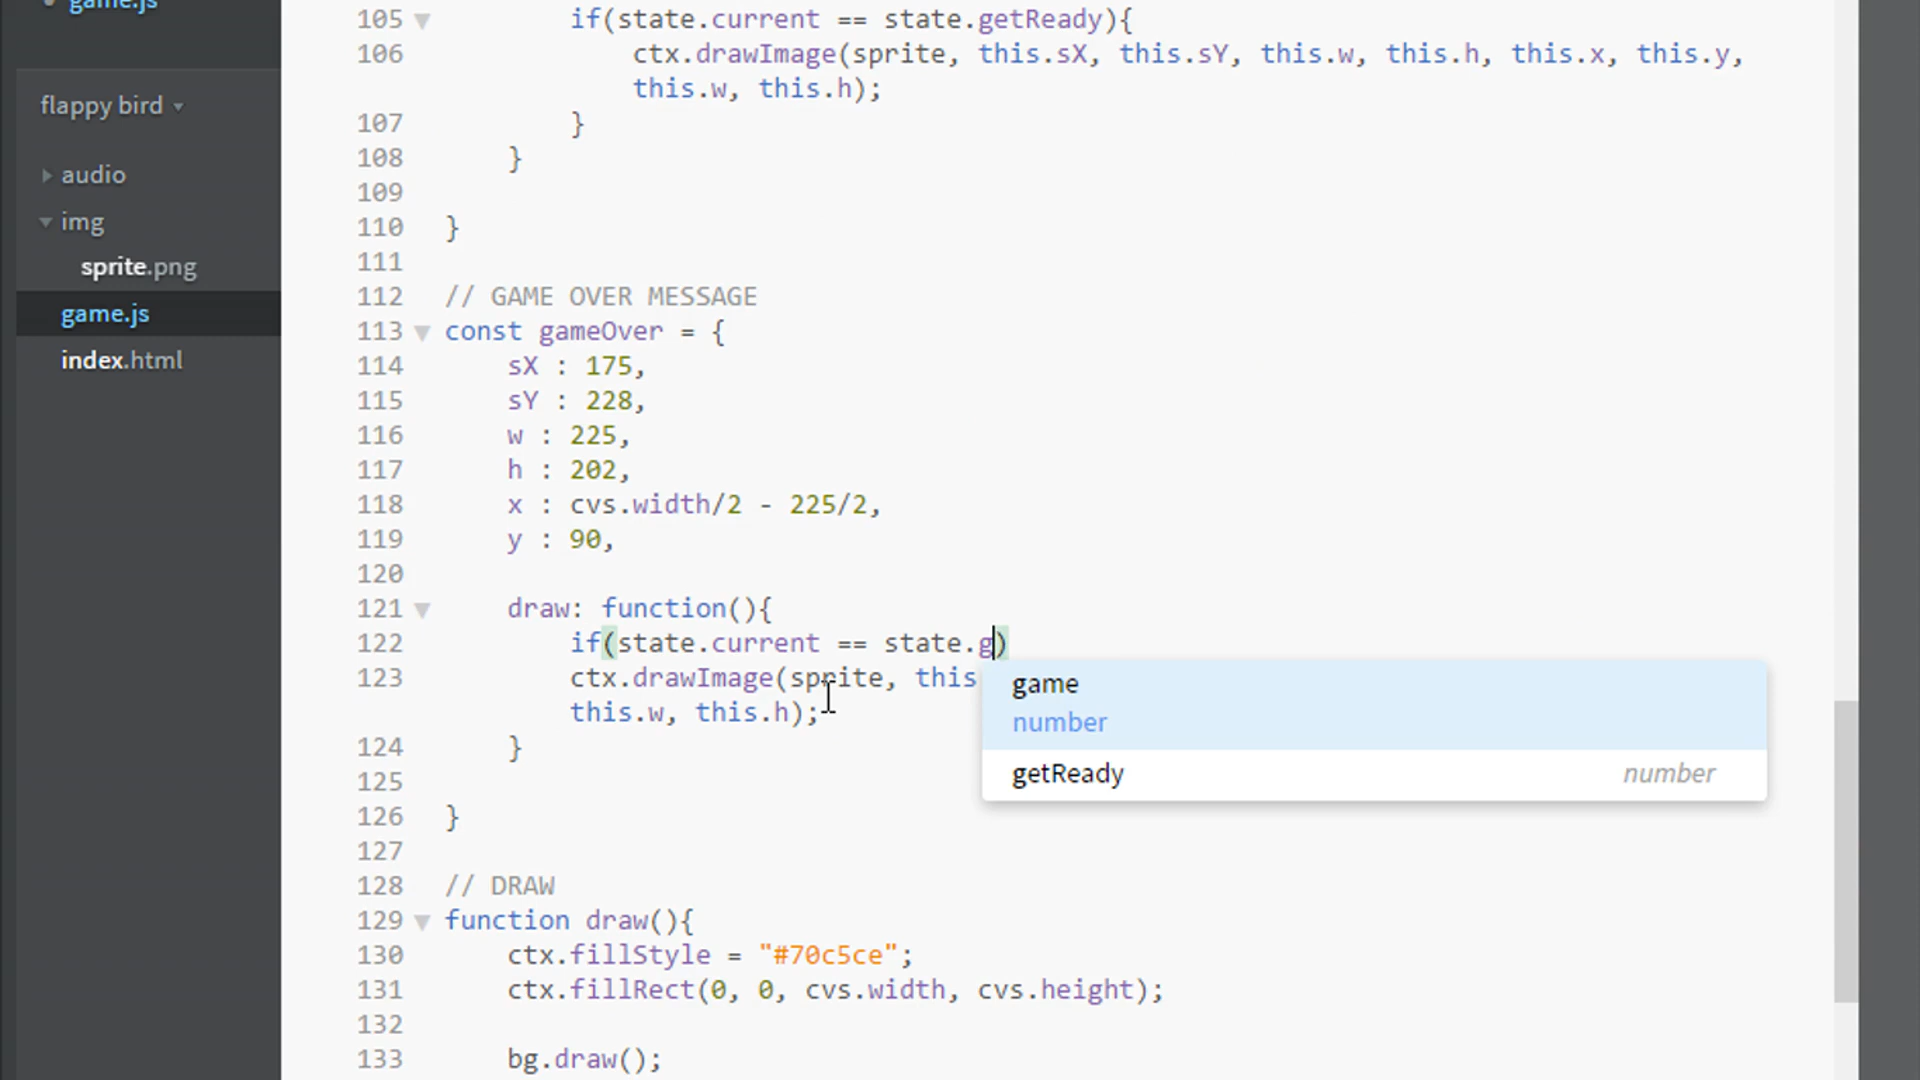 game.js
flappy bird
audio
img
sprite.png
game.js
index.html
105 if(state.current == state.getReady){
106 ctx.drawImage(sprite, this.sX, this.sY, this.w, this.h, this.x, this.y,
this.w, this.h);
107 }
108 }
109
110 }
111
112 // GAME OVER MESSAGE
113 const gameOver = {
114 sX : 175,
115 sY : 228,
116 w : 225,
117 h : 202,
118 x : cvs.width/2 - 225/2,
119 y : 90,
120
121 draw: function(){
122 if(state.current == state.g)
123 ctx.drawImage(sprite, this
this.w, this.h);
124 }
125
126 }
127
128 // DRAW
129 function draw(){
130 ctx.fillStyle = "#70c5ce";
131 ctx.fillRect(0, 0, cvs.width, cvs.height);
132
133 bg.draw();
game
number
getReady number